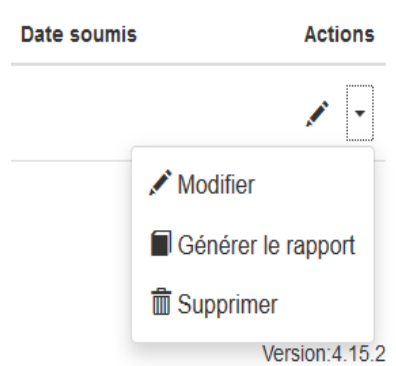 Date soumis Actions
Modifier
Générer le rapport
Supprimer
Version:4.15.2